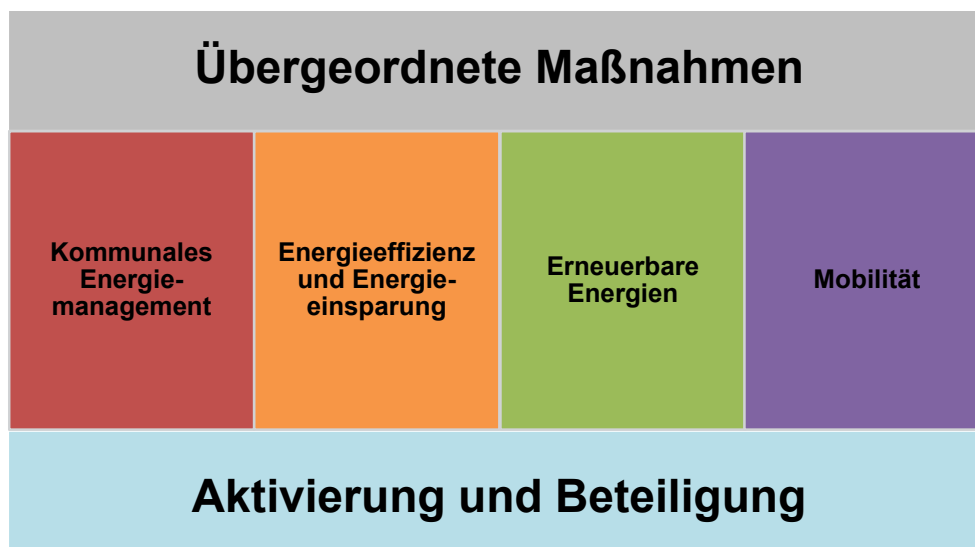 Übergeordnete Maßnahmen
Kommunales
Energie-
management
Energieeffizienz
und Energie-
einsparung
Erneuerbare
Energien
Mobilität
Aktivierung und Beteiligung